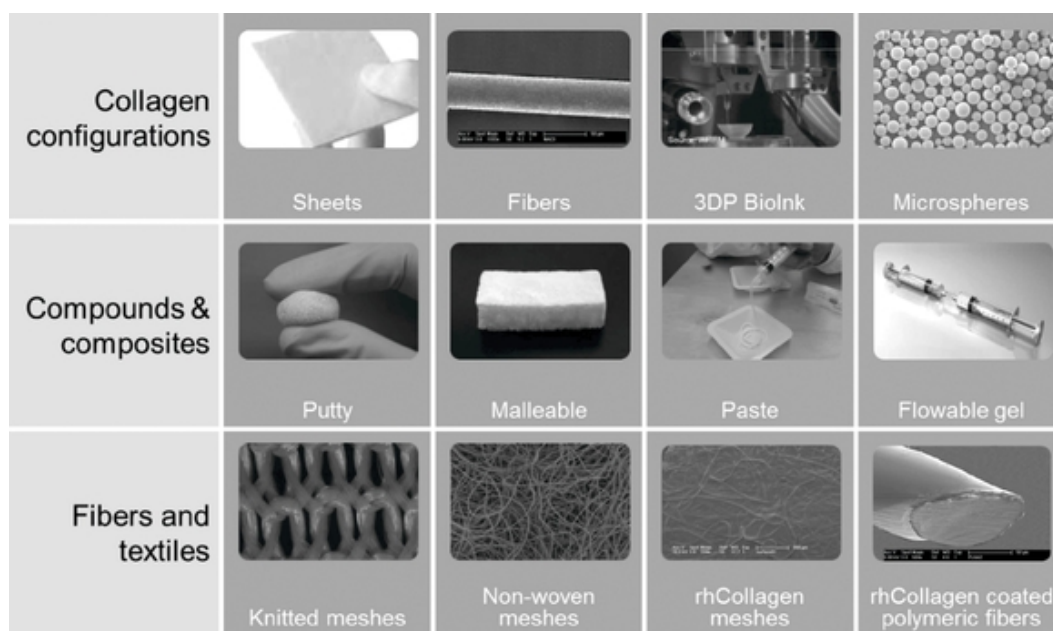 Collagen
configurations
Sheets
Fibers
3DP BioInk
Microspheres
Compounds &
composites
Putty
Malleable
Paste
Flowable gel
Fibers and
textiles
Knitted meshes
Non-woven
meshes
rhCollagen
meshes
rhCollagen coated
polymeric fibers